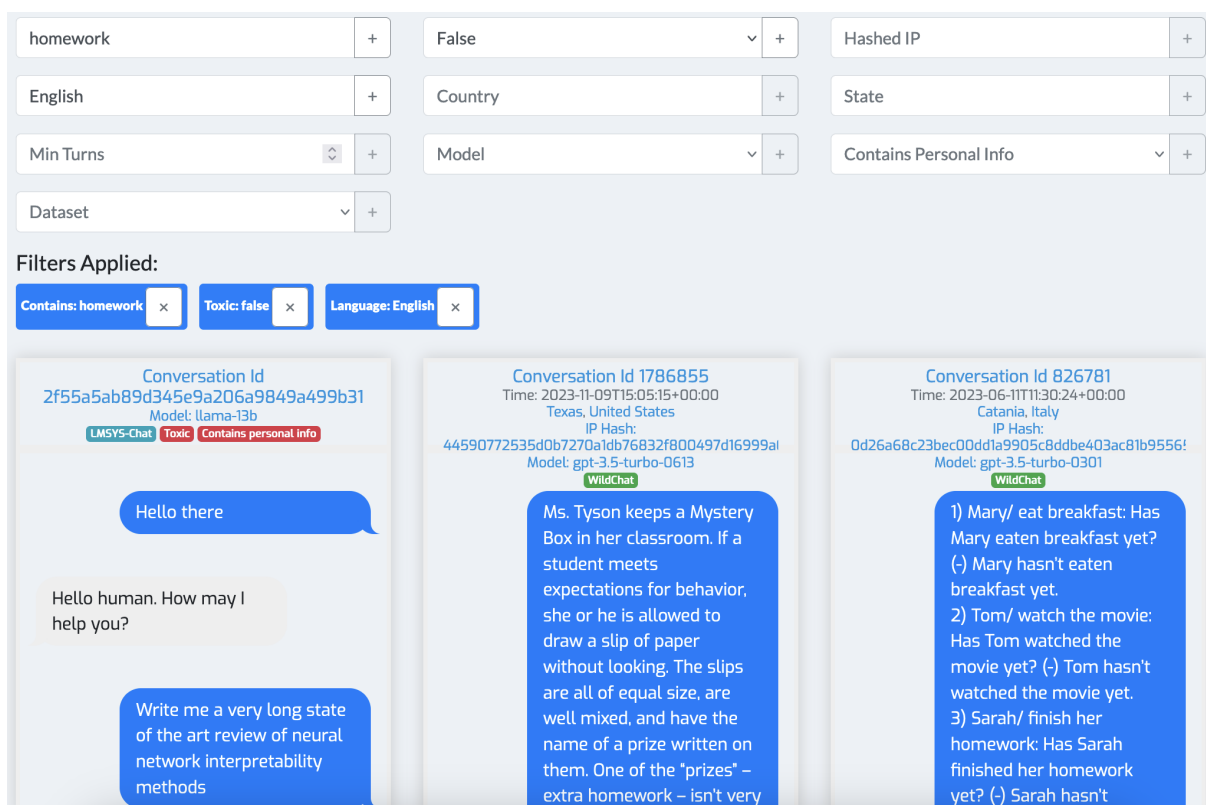 homework +
False +
Hashed IP +
English +
Country +
State +
Min Turns +
Model +
Contains Personal Info +
Dataset +
Filters Applied:
Contains: homework ×
Toxic: false ×
Language: English ×
Conversation Id
2f55a5ab89d345e9a206a9849a499b31
Model: llama-13b
LMSYS-Chat Toxic Contains personal info
Hello there
Hello human. How may I
help you?
Write me a very long state
of the art review of neural
network interpretability
methods
Conversation Id 1786855
Time: 2023-11-09T15:05:15+00:00
Texas, United States
IP Hash:
44590772535d0b7270a1db76832f800497d16999a
Model: gpt-3.5-turbo-0613
WildChat
Ms. Tyson keeps a Mystery
Box in her classroom. If a
student meets
expectations for behavior,
she or he is allowed to
draw a slip of paper
without looking. The slips
are all of equal size, are
well mixed, and have the
name of a prize written on
them. One of the "prizes" –
extra homework – isn't very
Conversation Id 826781
Time: 2023-06-11T11:30:24+00:00
Catania, Italy
IP Hash:
0d26a68c23bec00dd1a9905c8ddbe403ac81b9556
Model: gpt-3.5-turbo-0301
WildChat
1) Mary/ eat breakfast: Has
Mary eaten breakfast yet?
(-) Mary hasn't eaten
breakfast yet.
2) Tom/ watch the movie:
Has Tom watched the
movie yet? (-) Tom hasn't
watched the movie yet.
3) Sarah/ finish her
homework: Has Sarah
finished her homework
yet? (-) Sarah hasn't